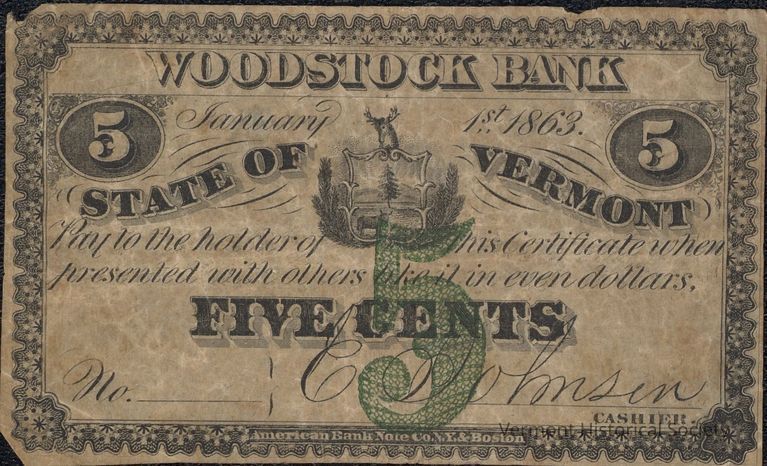 WOODSTOCK BANK
5 January 1st. 1863. 5
STATE OF VERMONT
Pay to the holder of this Certificate when
presented with others like it in even dollars,
FIVE CENTS
5
No.
C Johnson
CASHIER.
American Bank Note Co. N.Y. & Boston
Vermont Historical Society